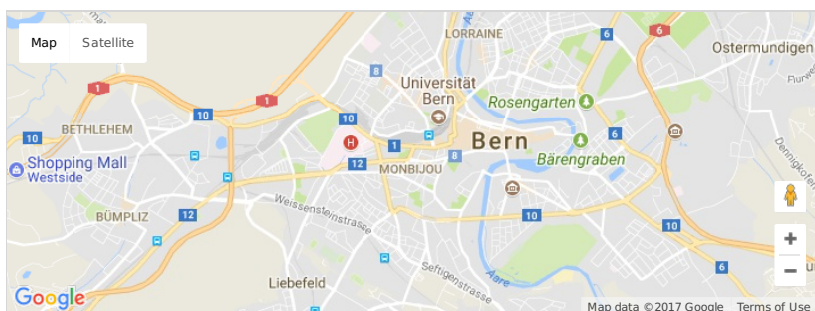 Map
Satellite
LORRAINE
6
6
Ostermundigen
8
Universität
Bern
Rosengarten
1
1
10
10
10
BETHLEHEM
H
1
6
Bern
8
Bärengraben
Shopping Mall
Westside
12
MONBIJOU
BÜMPLIZ
12
Weissensteinstrasse
10
10
Seftigenstrasse
Aare
6
Liebefeld
Google
Map data ©2017 Google
Terms of Use